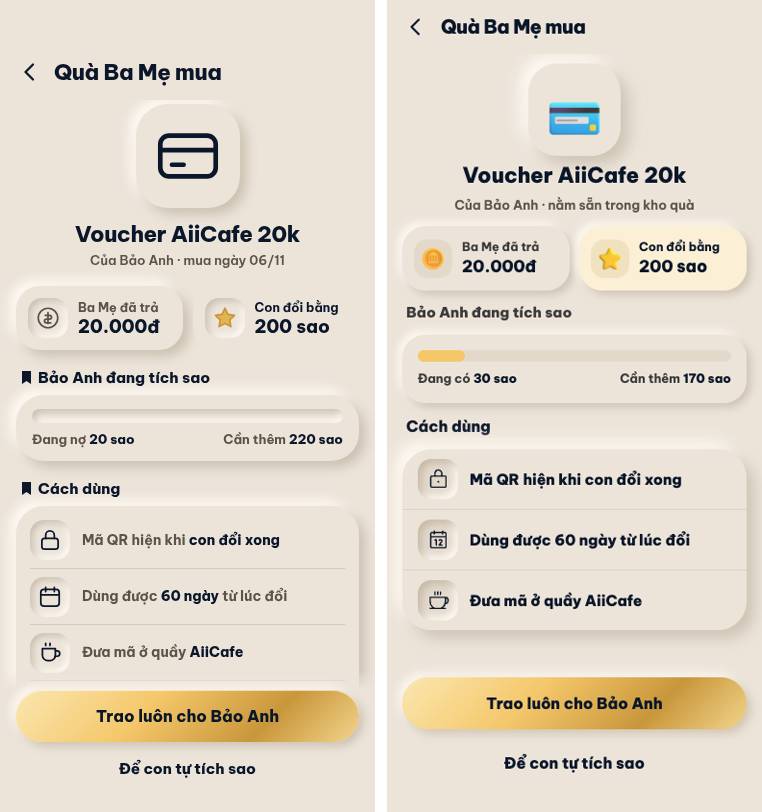 Quà Ba Mẹ mua
Voucher AiiCafe 20k
Của Bảo Anh · mua ngày 06/11
Ba Mẹ đã trả
20.000đ
Con đổi bằng
200 sao
Bảo Anh đang tích sao
Đang nợ 20 sao
Cần thêm 220 sao
Cách dùng
Mã QR hiện khi con đổi xong
Dùng được 60 ngày từ lúc đổi
Đưa mã ở quầy AiiCafe
Trao luôn cho Bảo Anh
Để con tự tích sao
Quà Ba Mẹ mua
Voucher AiiCafe 20k
Của Bảo Anh · nằm sẵn trong kho quà
Ba Mẹ đã trả
20.000đ
Con đổi bằng
200 sao
Bảo Anh đang tích sao
Đang có 30 sao
Cần thêm 170 sao
Cách dùng
Mã QR hiện khi con đổi xong
12
Dùng được 60 ngày từ lúc đổi
Đưa mã ở quầy AiiCafe
Trao luôn cho Bảo Anh
Để con tự tích sao